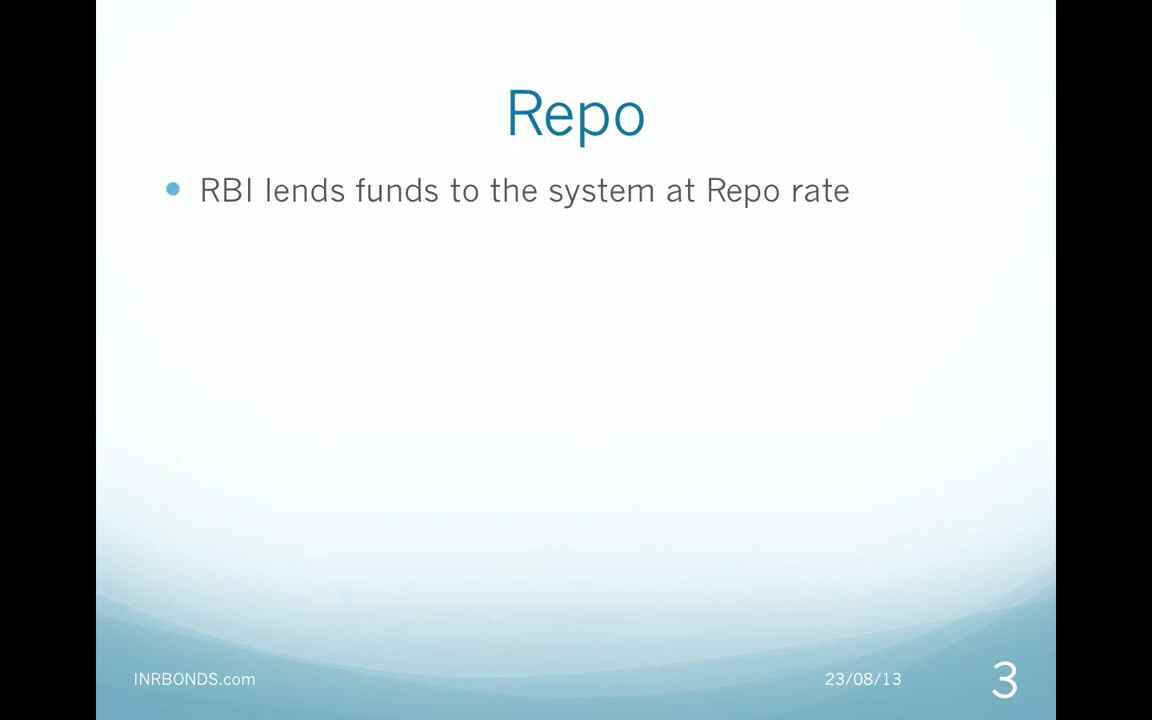 Repo
RBI lends funds to the system at Repo rate
INRBONDS.com
23/08/13
3